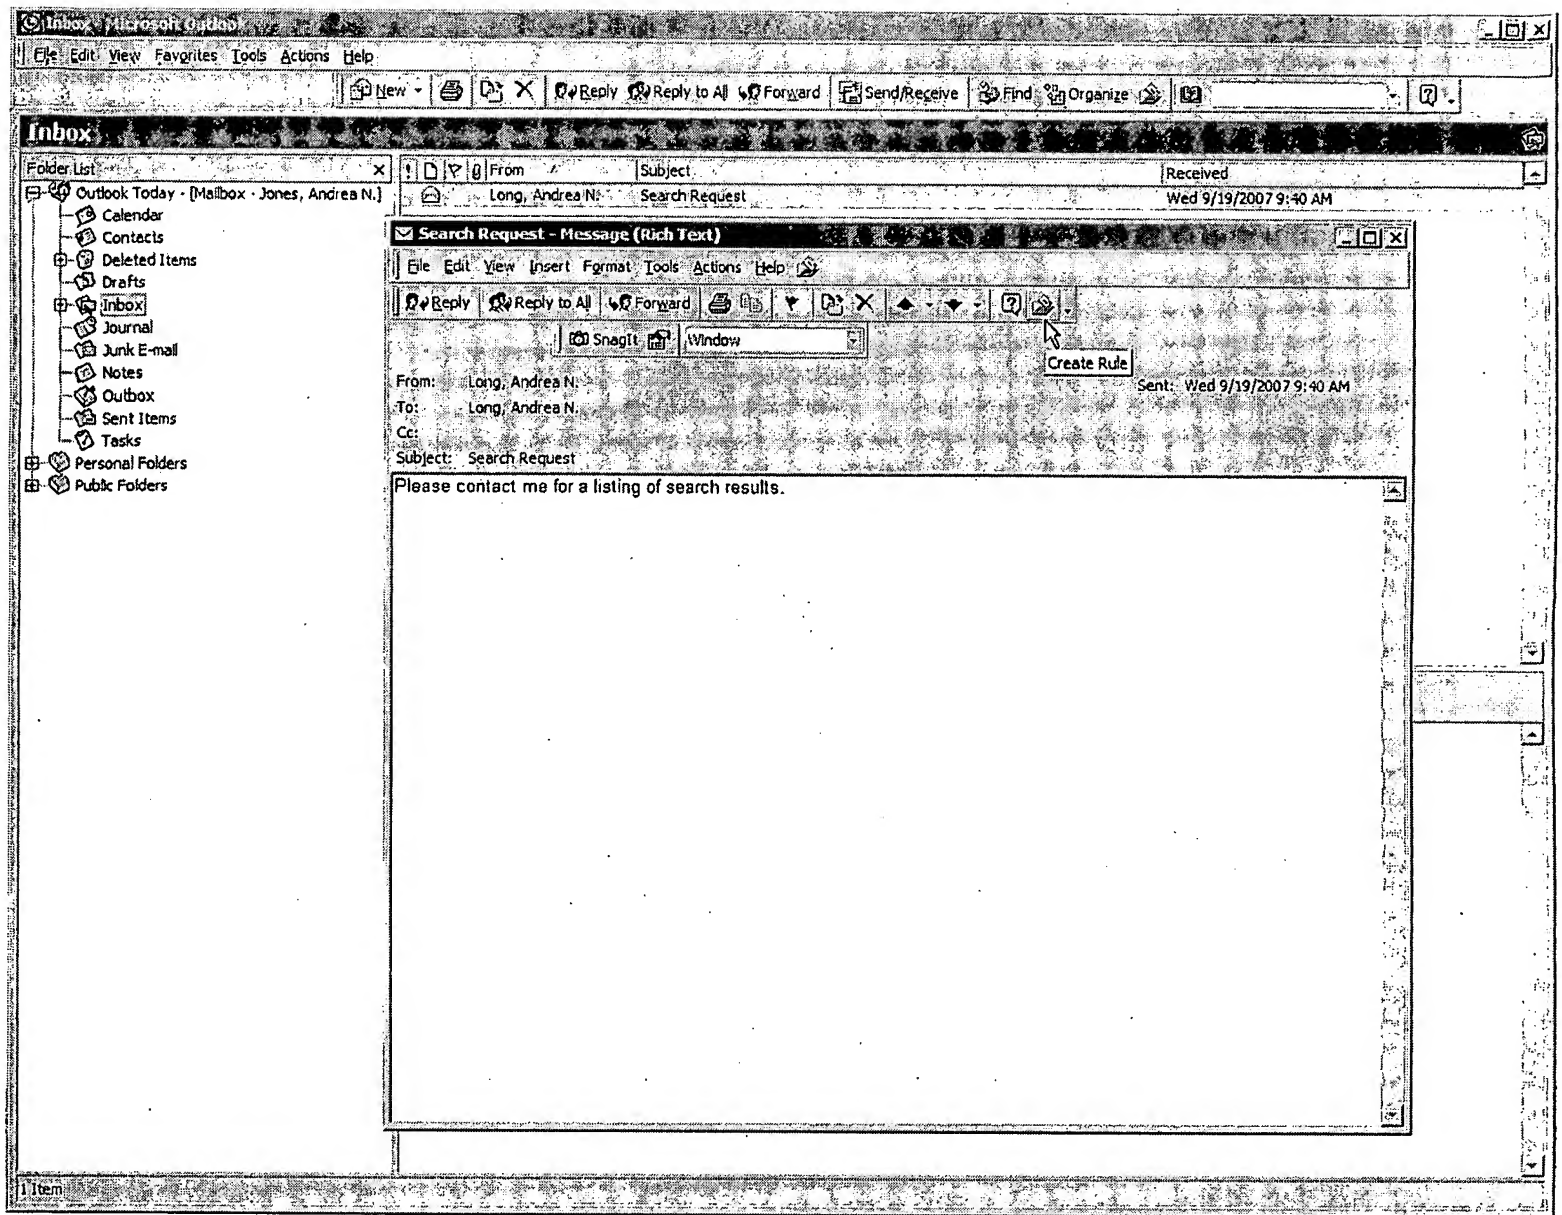 Inbox - Microsoft Outlook
File Edit View Favorites Tools Actions Help
New Reply Reply to All Forward Send/Receive Find Organize
Inbox
Folder List
From Subject Received
Long, Andrea N. Search Request Wed 9/19/2007 9:40 AM
Outlook Today - [Mailbox - Jones, Andrea N.]
Calendar
Contacts
Deleted Items
Drafts
Inbox
Journal
Junk E-mail
Notes
Outbox
Sent Items
Tasks
Personal Folders
Public Folders
Search Request - Message (Rich Text)
File Edit View Insert Format Tools Actions Help
Reply Reply to All Forward
SnagIt Window
Create Rule
From: Long, Andrea N. Sent: Wed 9/19/2007 9:40 AM
To: Long, Andrea N.
Cc:
Subject: Search Request
Please contact me for a listing of search results.
1 Item